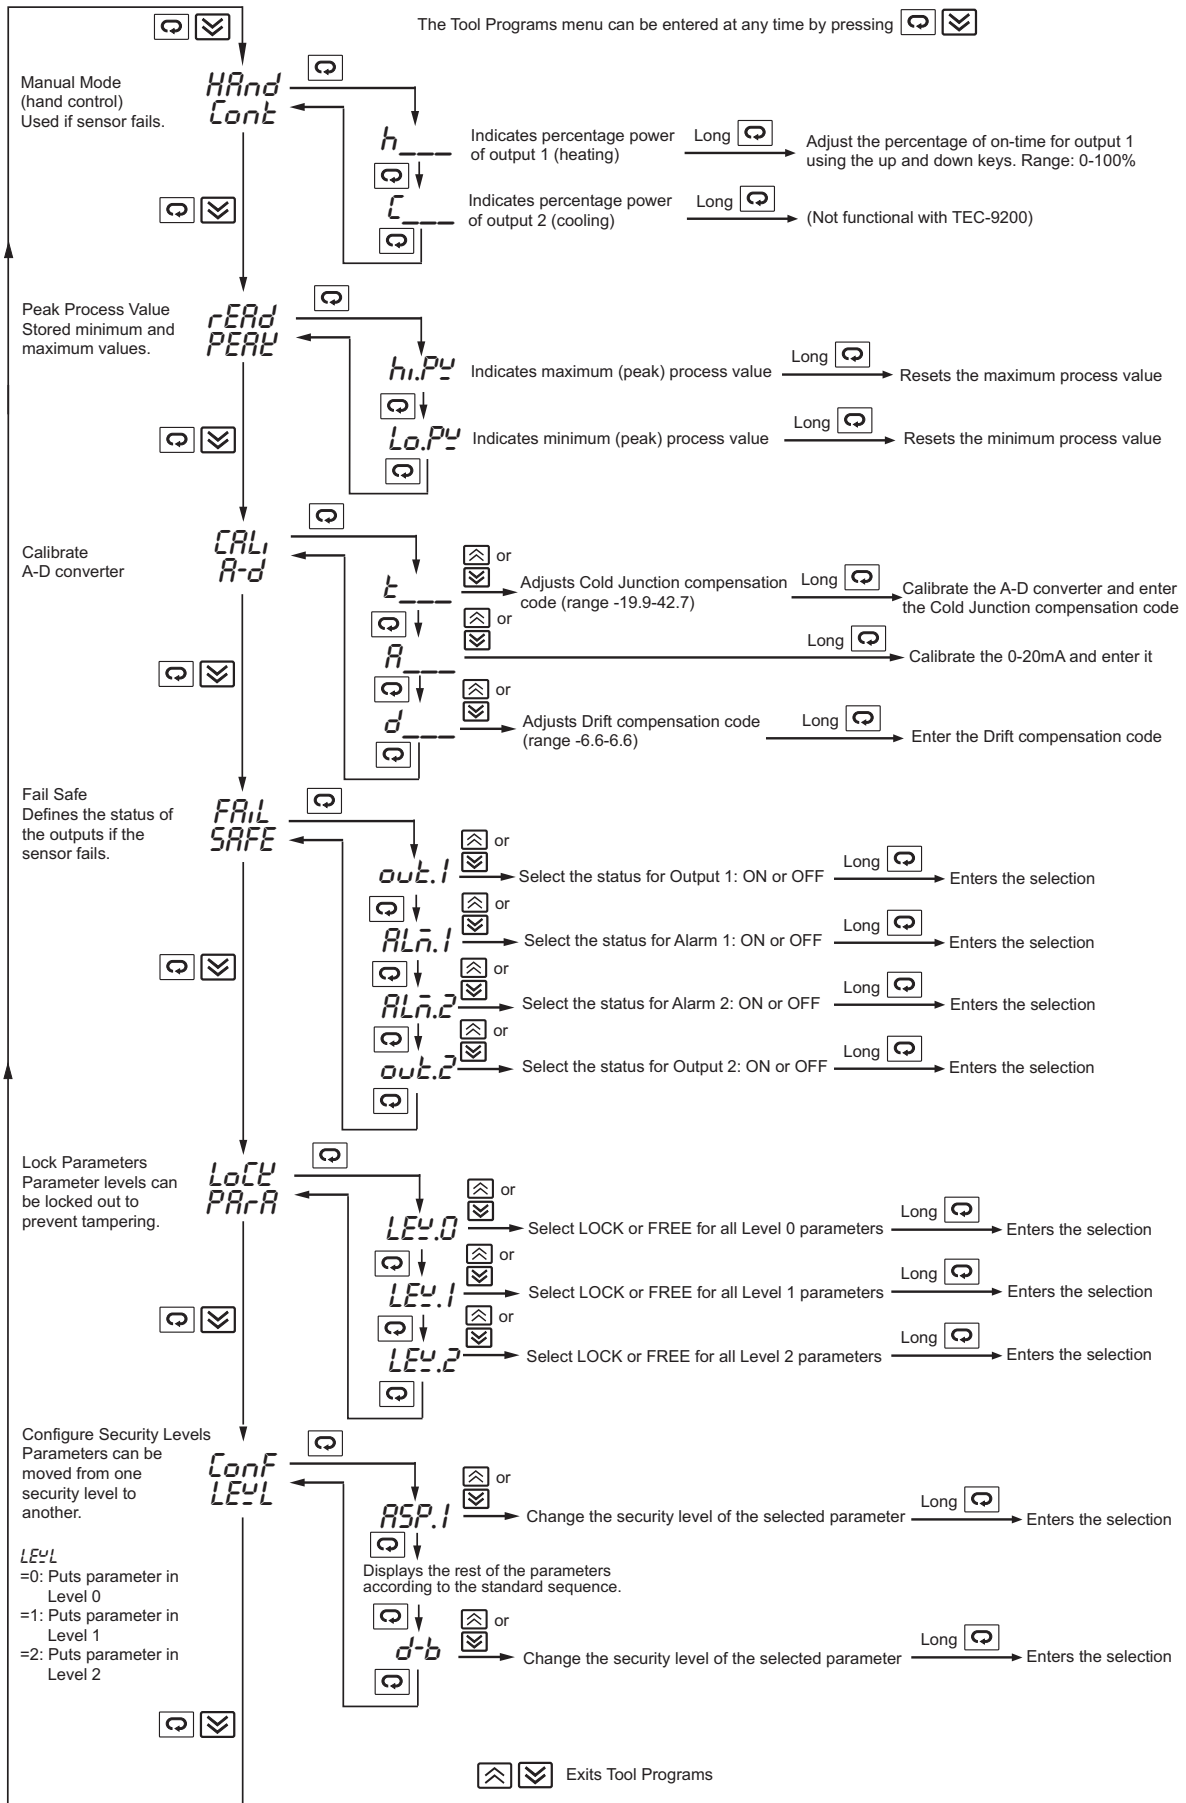 The Tool Programs menu can be entered at any time by pressing
Manual Mode
(hand control)
Used if sensor fails.
HAnd
Cont
h___
Indicates percentage power
of output 1 (heating)
Long
Adjust the percentage of on-time for output 1
using the up and down keys. Range: 0-100%
C___
Indicates percentage power
of output 2 (cooling)
Long
(Not functional with TEC-9200)
Peak Process Value
Stored minimum and
maximum values.
rEAd
PEAK
hi.PV
Indicates maximum (peak) process value
Long
Resets the maximum process value
Lo.PV
Indicates minimum (peak) process value
Long
Resets the minimum process value
Calibrate
A-D converter
CALi
A-d
t___
or
Adjusts Cold Junction compensation
code (range -19.9-42.7)
Long
Calibrate the A-D converter and enter
the Cold Junction compensation code
A___
or
Long
Calibrate the 0-20mA and enter it
d___
or
Adjusts Drift compensation code
(range -6.6-6.6)
Long
Enter the Drift compensation code
Fail Safe
Defines the status of
the outputs if the
sensor fails.
FAiL
SAFE
out.1
or
Select the status for Output 1: ON or OFF
Long
Enters the selection
ALM.1
or
Select the status for Alarm 1: ON or OFF
Long
Enters the selection
ALM.2
or
Select the status for Alarm 2: ON or OFF
Long
Enters the selection
out.2
or
Select the status for Output 2: ON or OFF
Long
Enters the selection
Lock Parameters
Parameter levels can
be locked out to
prevent tampering.
LoCK
PArA
LEV.0
or
Select LOCK or FREE for all Level 0 parameters
Long
Enters the selection
LEV.1
or
Select LOCK or FREE for all Level 1 parameters
Long
Enters the selection
LEV.2
or
Select LOCK or FREE for all Level 2 parameters
Long
Enters the selection
Configure Security Levels
Parameters can be
moved from one
security level to
another.
ConF
LEVL
ASP.1
or
Change the security level of the selected parameter
Long
Enters the selection
Displays the rest of the parameters
according to the standard sequence.
LEVL
=0: Puts parameter in
Level 0
=1: Puts parameter in
Level 1
=2: Puts parameter in
Level 2
d-b
or
Change the security level of the selected parameter
Long
Enters the selection
Exits Tool Programs